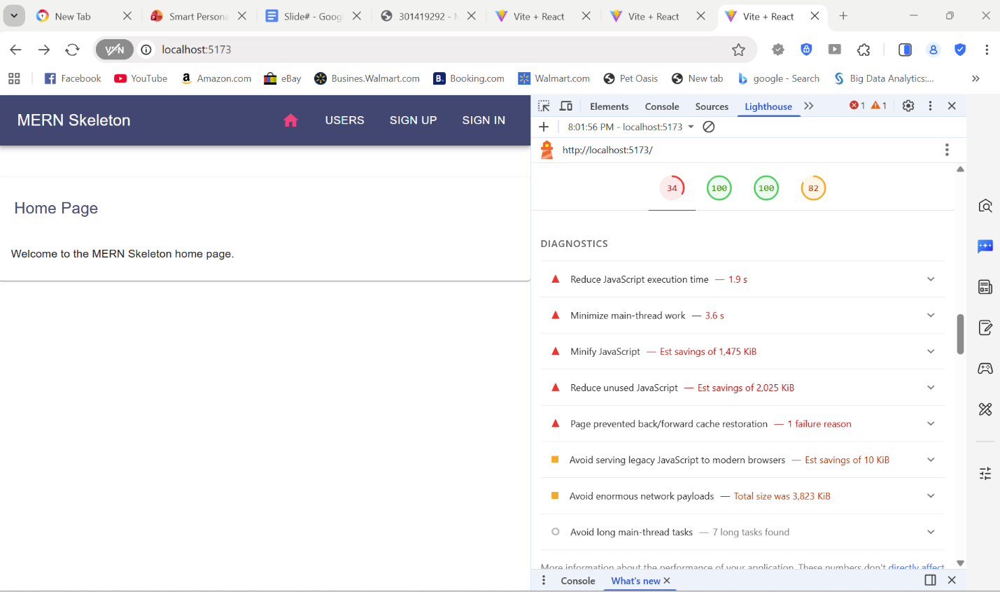 New Tab
Smart Persona
Slide# - Goog
301419292 - N
Vite + React
Vite + React
Vite + React
VPN
localhost:5173
Facebook
YouTube
Amazon.com
eBay
Busines.Walmart.com
Booking.com
Walmart.com
Pet Oasis
New tab
google - Search
Big Data Analytics:...
MERN Skeleton
USERS
SIGN UP
SIGN IN
Home Page
Welcome to the MERN Skeleton home page.
Elements
Console
Sources
Lighthouse
1
1
8:01:56 PM - localhost:5173
http://localhost:5173/
34
100
100
82
DIAGNOSTICS
Reduce JavaScript execution time — 1.9 s
Minimize main-thread work — 3.6 s
Minify JavaScript — Est savings of 1,475 KiB
Reduce unused JavaScript — Est savings of 2,025 KiB
Page prevented back/forward cache restoration — 1 failure reason
Avoid serving legacy JavaScript to modern browsers — Est savings of 10 KiB
Avoid enormous network payloads — Total size was 3,823 KiB
Avoid long main-thread tasks — 7 long tasks found
More information about the performance of your application. These numbers don't directly affect
Console
What's new